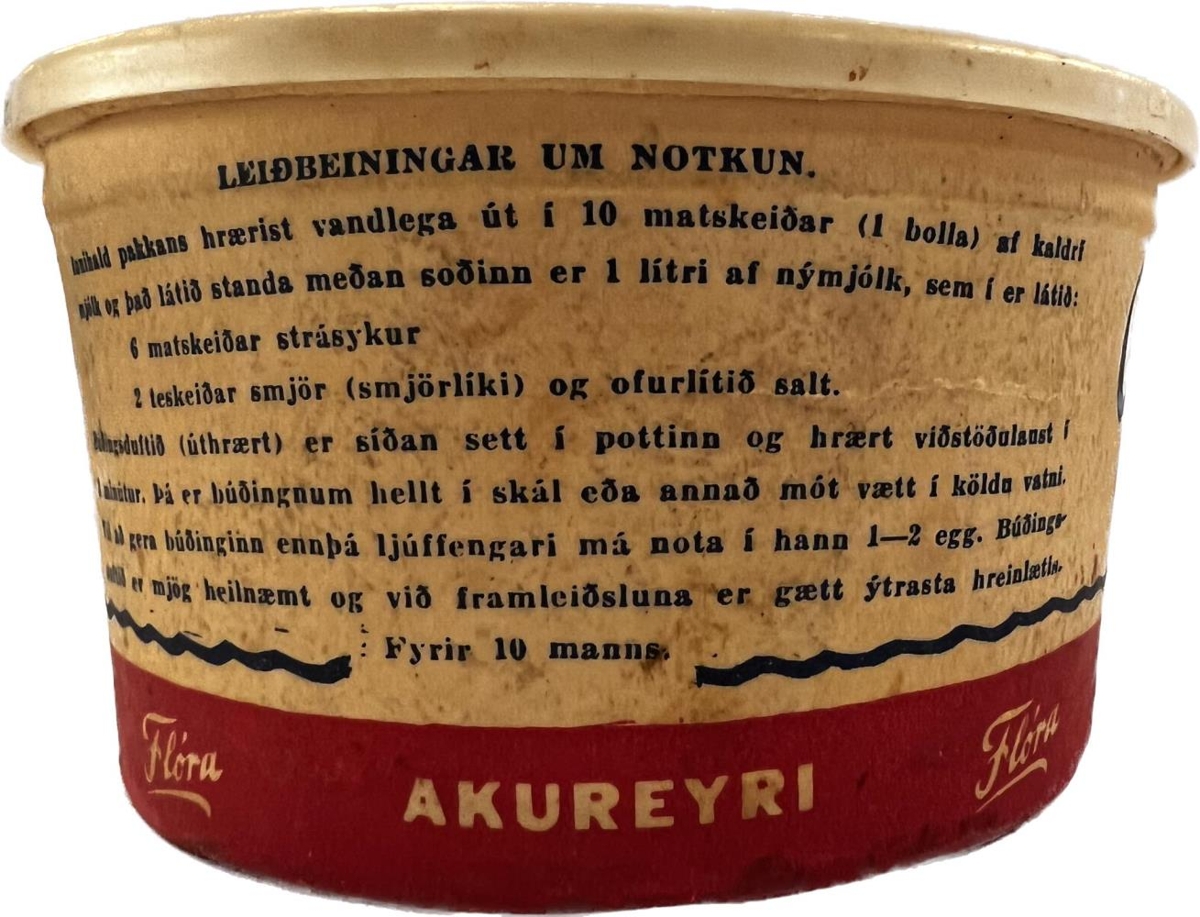 LEIÐBEININGAR UM NOTKUN.
Innihald pakkans hrærist vandlega út í 10 matskeiðar (1 bolla) af kaldri
mjólk og það látið standa meðan soðinn er 1 lítri af nýmjólk, sem í er látið:
6 matskeiðar strásykur
2 teskeiðar smjör (smjörlíki) og ofurlítið salt.
(úthrært) er síðan sett í pottinn og hrært viðstöðulaust í
mínútur. Þá er búðingnum hellt í skál eða annað mót vætt í köldu vatni.
að gera búðinginn ennþá ljúffengari má nota í hann 1—2 egg. Búðings-
er mjög heilnæmt og við framleiðsluna er gætt ýtrasta hreinlætis.
Fyrir 10 manns.
Flóra AKUREYRI Flóra